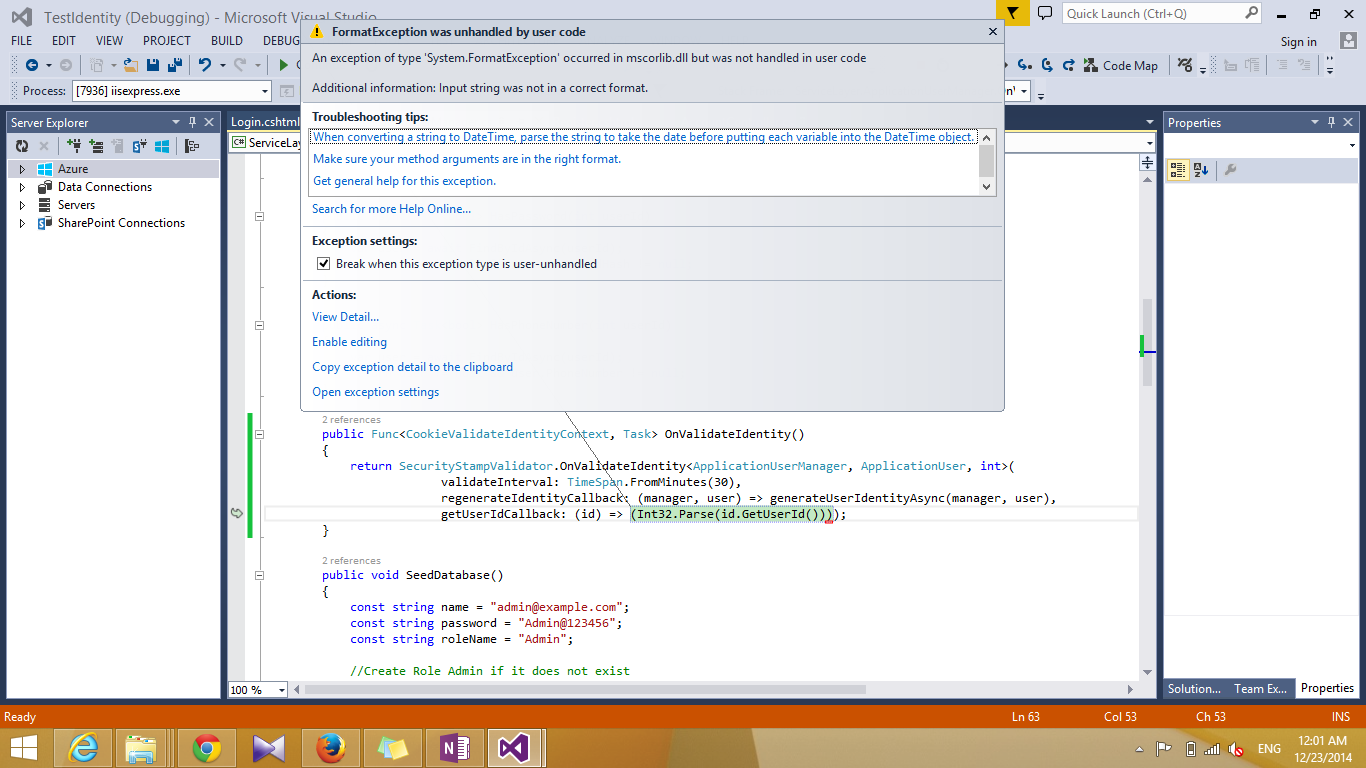 TestIdentity (Debugging) - Microsoft Visual Studio
Quick Launch (Ctrl+Q)
FILE EDIT VIEW PROJECT BUILD DEBUG
Sign in
Code Map
Process: [7936] iisexpress.exe
FormatException was unhandled by user code
An exception of type 'System.FormatException' occurred in mscorlib.dll but was not handled in user code
Additional information: Input string was not in a correct format.
Troubleshooting tips:
When converting a string to DateTime, parse the string to take the date before putting each variable into the DateTime object.
Make sure your method arguments are in the right format.
Get general help for this exception.
Search for more Help Online...
Exception settings:
Break when this exception type is user-unhandled
Actions:
View Detail...
Enable editing
Copy exception detail to the clipboard
Open exception settings
Server Explorer
Azure
Data Connections
Servers
SharePoint Connections
Login.cshtml
C# ServiceLay
2 references
public Func<CookieValidateIdentityContext, Task> OnValidateIdentity()
{
return SecurityStampValidator.OnValidateIdentity<ApplicationUserManager, ApplicationUser, int>(
validateInterval: TimeSpan.FromMinutes(30),
regenerateIdentityCallback: (manager, user) => generateUserIdentityAsync(manager, user),
getUserIdCallback: (id) => (Int32.Parse(id.GetUserId())));
}
2 references
public void SeedDatabase()
{
const string name = "admin@example.com";
const string password = "Admin@123456";
const string roleName = "Admin";
//Create Role Admin if it does not exist
100 %
Properties
Solution... Team Ex... Properties
Ready
Ln 63 Col 53 Ch 53 INS
ENG
12:01 AM
12/23/2014